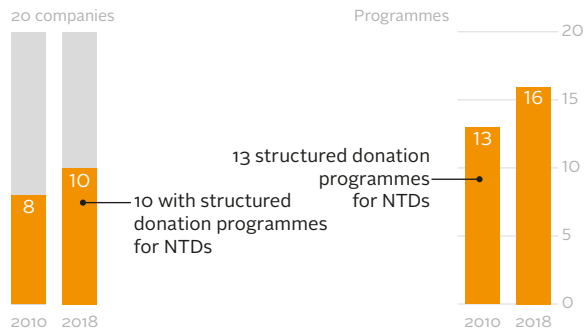 20 companies
8
10
10 with structured
donation programmes
for NTDs
2010 2018
Programmes
20
15
10
5
0
13
16
13 structured donation
programmes
for NTDs
2010 2018